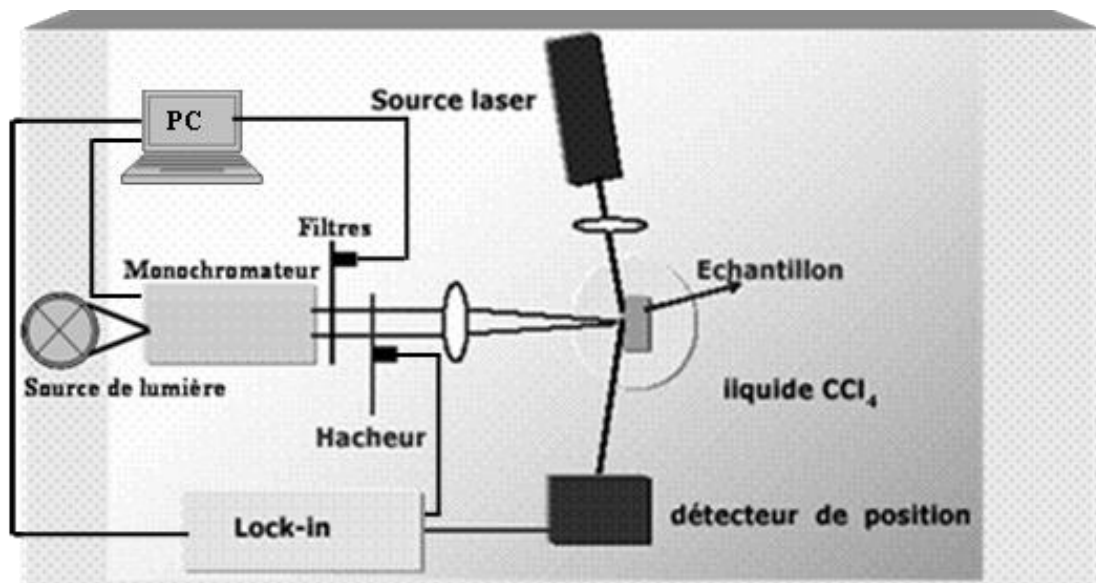 Source laser
PC
Filtres
Monochromateur
Echantillon
Source de lumière
liquide CCl4
Hacheur
Lock-in
détecteur de position